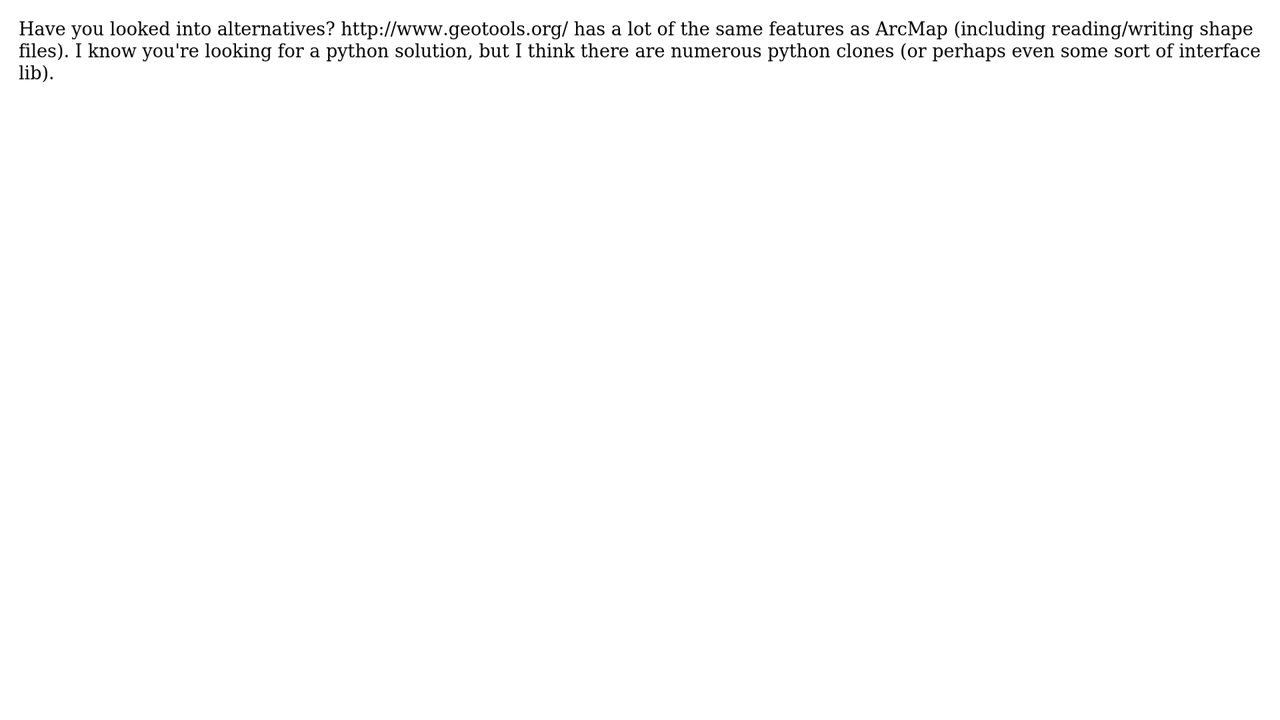 Have you looked into alternatives? http://www.geotools.org/ has a lot of the same features as ArcMap (including reading/writing shape
files). I know you're looking for a python solution, but I think there are numerous python clones (or perhaps even some sort of interface
lib).